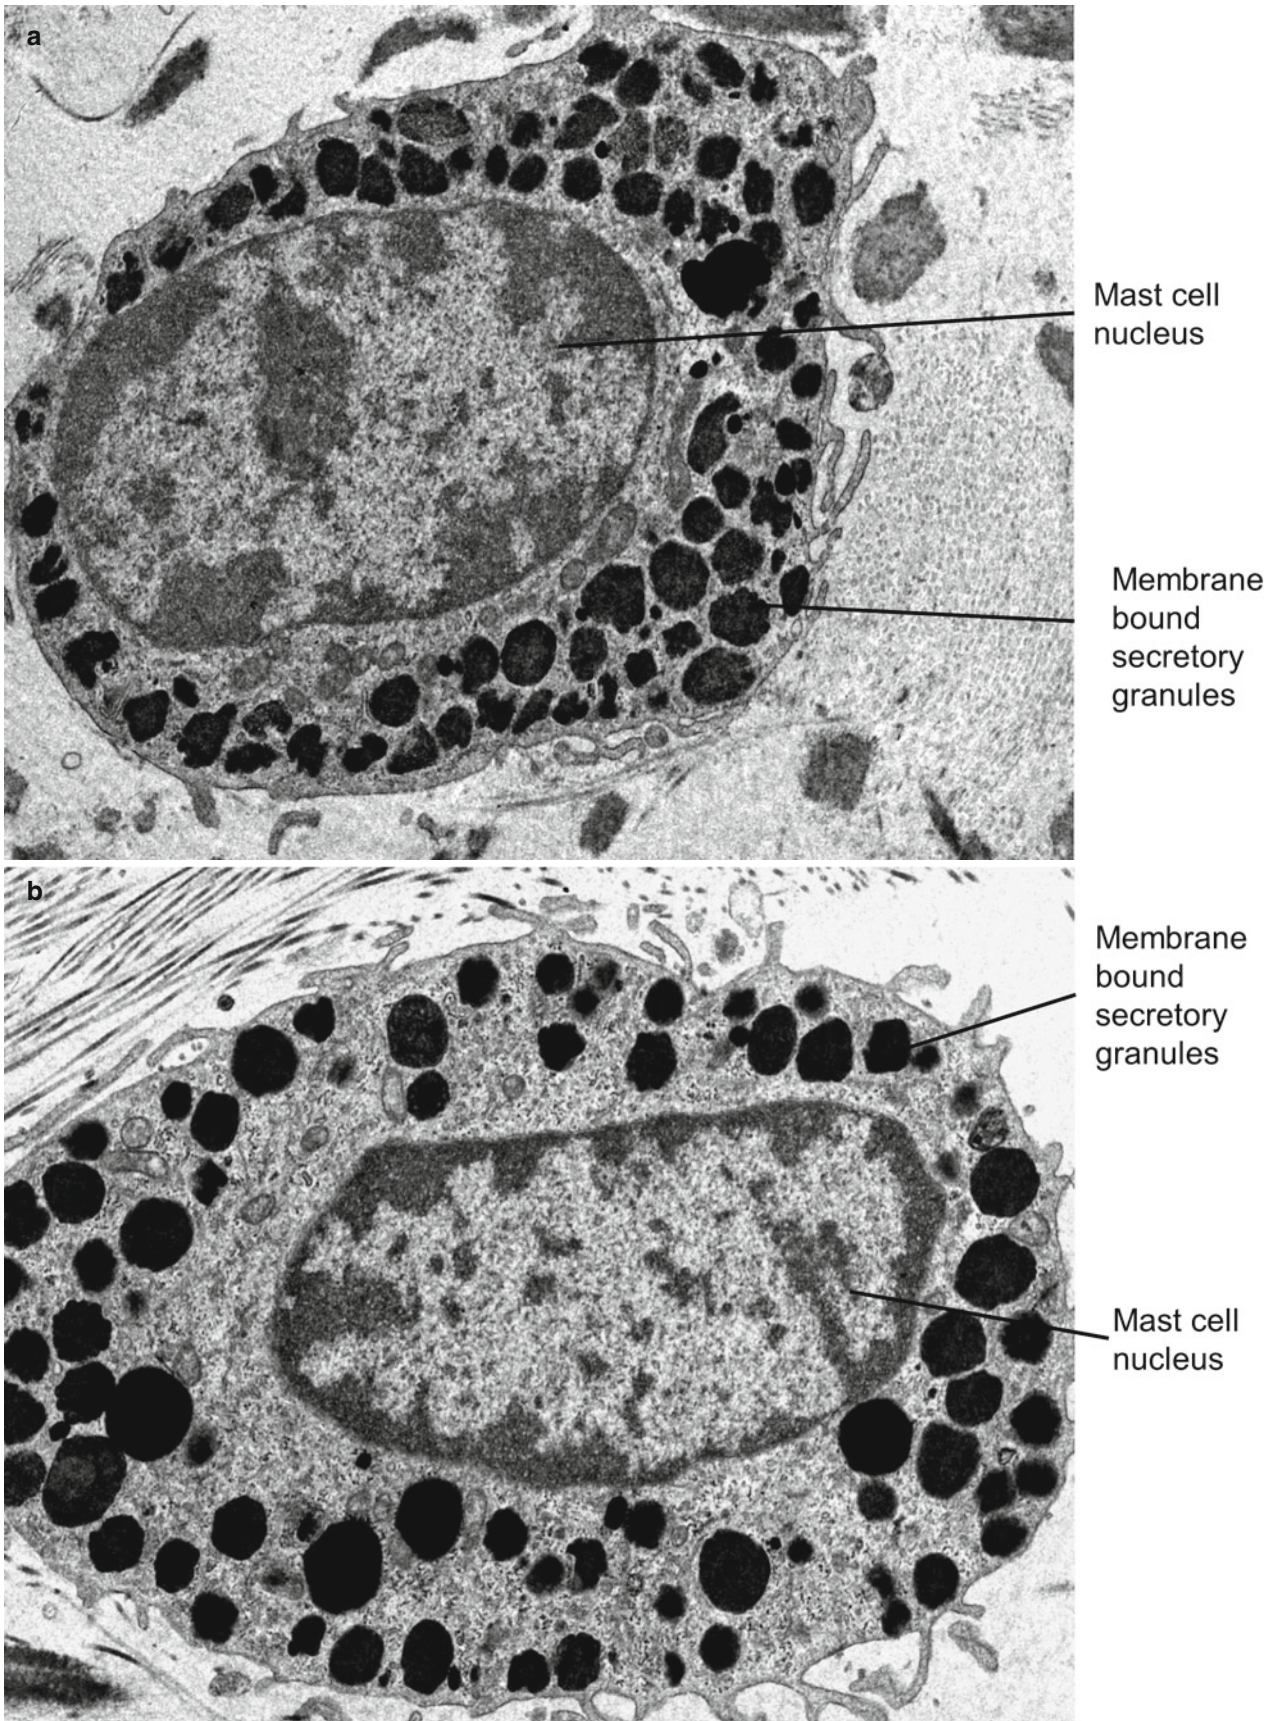 a
Mast cell
nucleus
Membrane
bound
secretory
granules
b
Membrane
bound
secretory
granules
Mast cell
nucleus